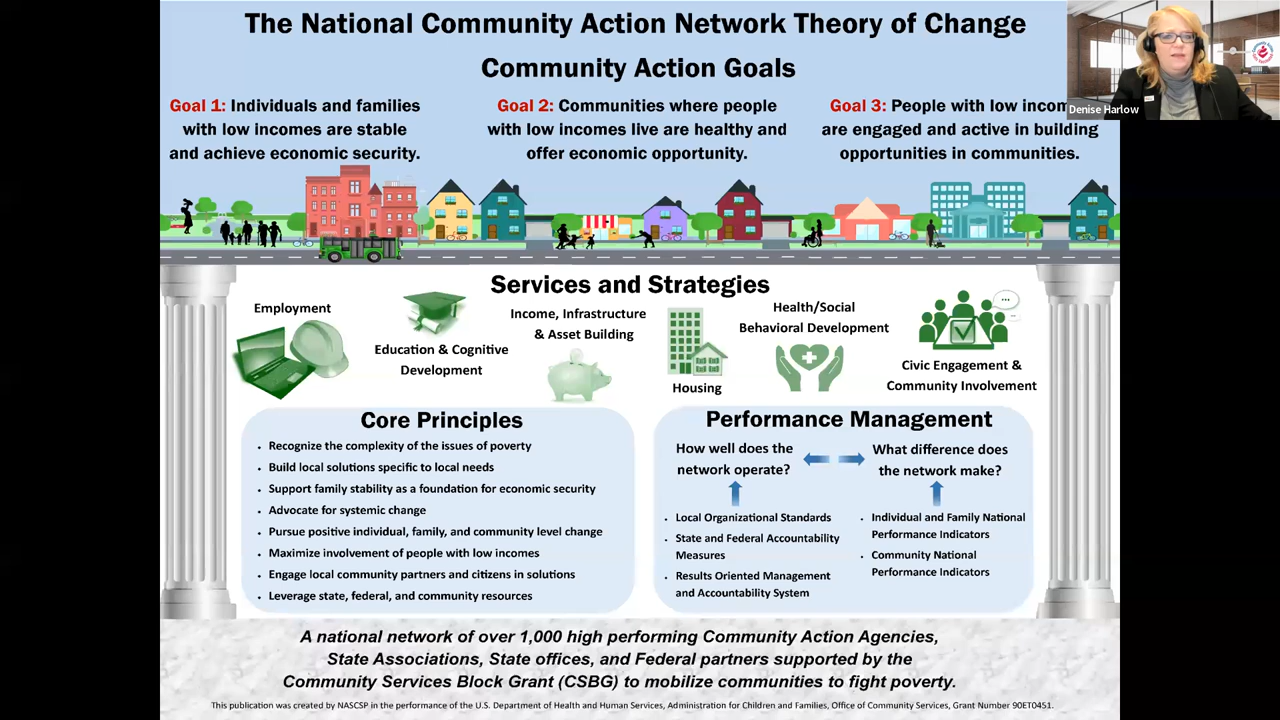 The National Community Action Network Theory of Change
Community Action Goals
Goal 1: Individuals and families
with low incomes are stable
and achieve economic security.
Goal 2: Communities where people
with low incomes live are healthy and
offer economic opportunity.
Goal 3: People with low incom
are engaged and active in building
opportunities in communities.
Denise Harlow
Services and Strategies
Employment
Education & Cognitive
Development
Income, Infrastructure
& Asset Building
Housing
Health/Social
Behavioral Development
Civic Engagement &
Community Involvement
Core Principles
• Recognize the complexity of the issues of poverty
• Build local solutions specific to local needs
• Support family stability as a foundation for economic security
• Advocate for systemic change
• Pursue positive individual, family, and community level change
• Maximize involvement of people with low incomes
• Engage local community partners and citizens in solutions
• Leverage state, federal, and community resources
Performance Management
How well does the
network operate?
What difference does
the network make?
• Local Organizational Standards
• State and Federal Accountability
Measures
• Results Oriented Management
and Accountability System
• Individual and Family National
Performance Indicators
• Community National
Performance Indicators
A national network of over 1,000 high performing Community Action Agencies,
State Associations, State offices, and Federal partners supported by the
Community Services Block Grant (CSBG) to mobilize communities to fight poverty.
This publication was created by NASCSP in the performance of the U.S. Department of Health and Human Services, Administration for Children and Families, Office of Community Services, Grant Number 90ET0451.